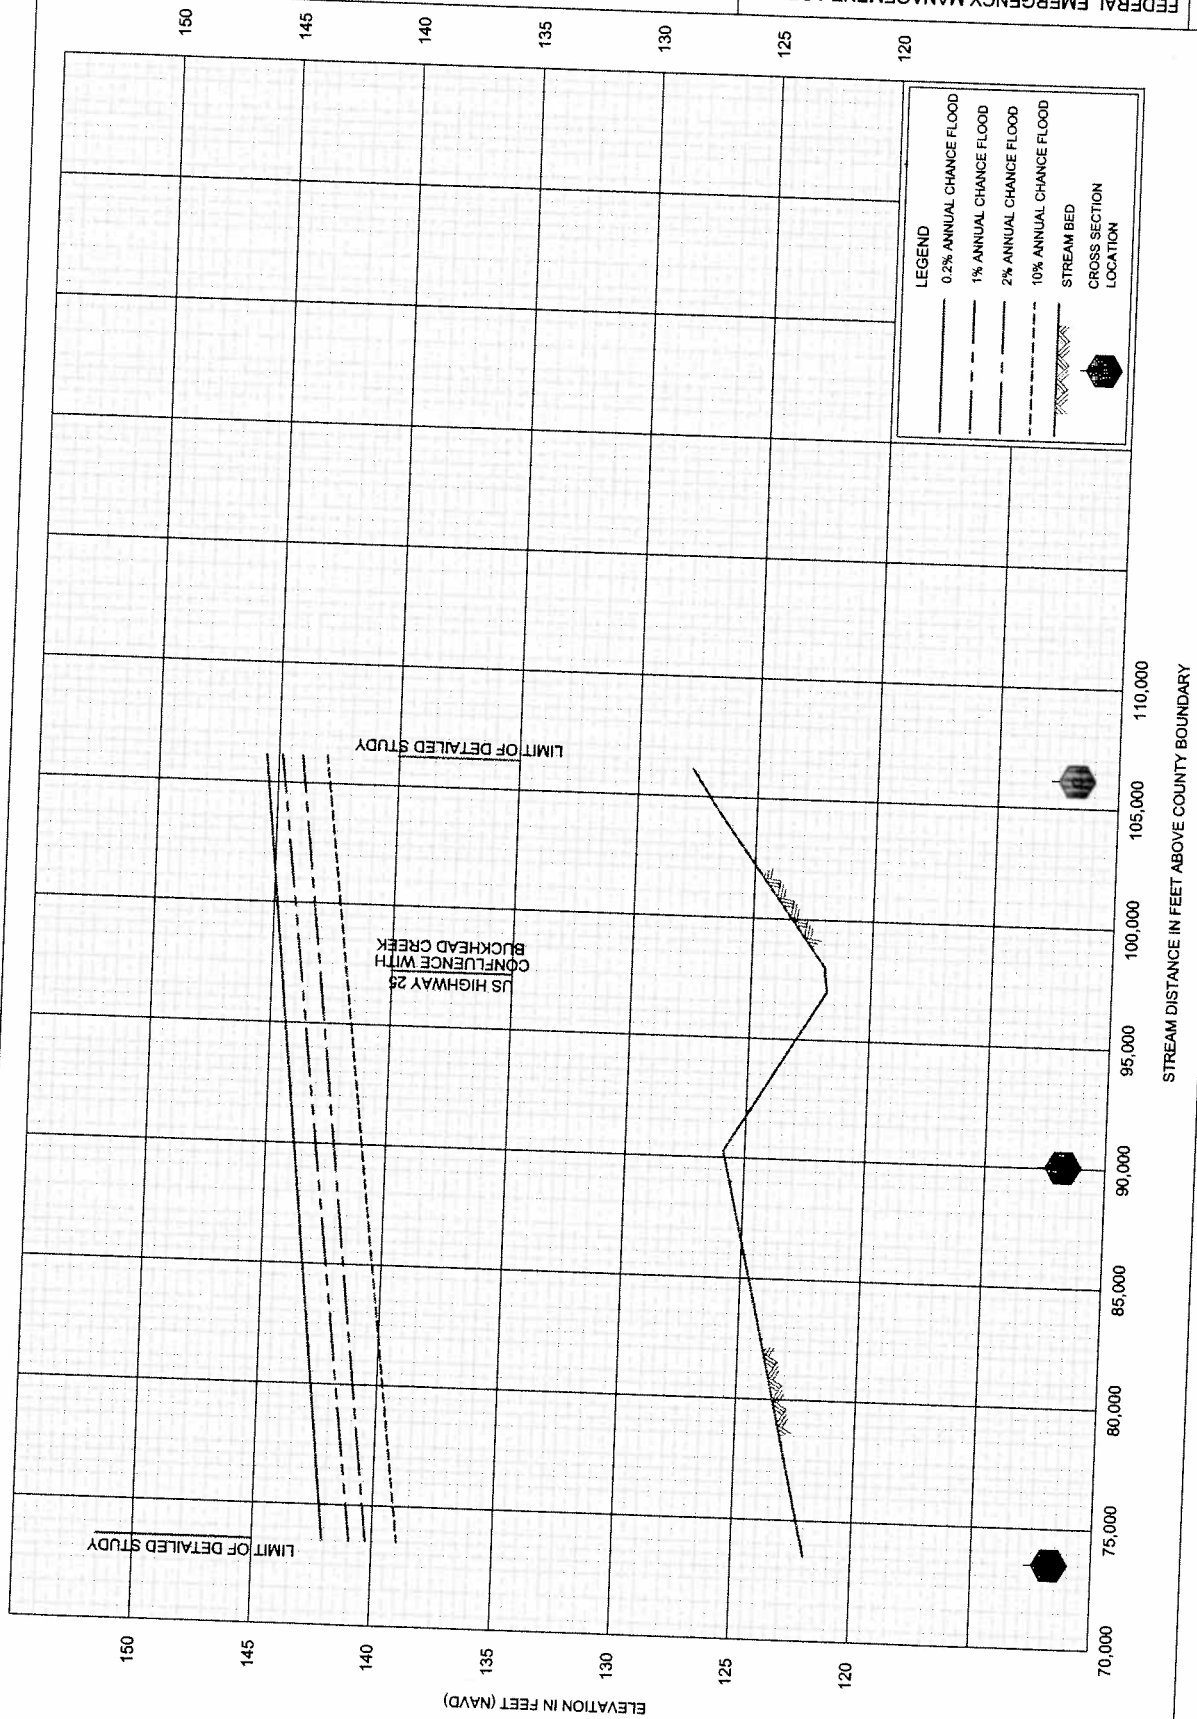 FEDERAL EMERGENCY MANAGEMENT
150
145
140
135
130
125
120
LEGEND
0.2% ANNUAL CHANCE FLOOD
1% ANNUAL CHANCE FLOOD
2% ANNUAL CHANCE FLOOD
10% ANNUAL CHANCE FLOOD
STREAM BED
CROSS SECTION
LOCATION
LIMIT OF DETAILED STUDY
US HIGHWAY 25
CONFLUENCE WITH
BUCKHEAD CREEK
LIMIT OF DETAILED STUDY
150
145
140
135
130
125
120
ELEVATION IN FEET (NAVD)
70,000
75,000
80,000
85,000
90,000
95,000
100,000
105,000
110,000
STREAM DISTANCE IN FEET ABOVE COUNTY BOUNDARY